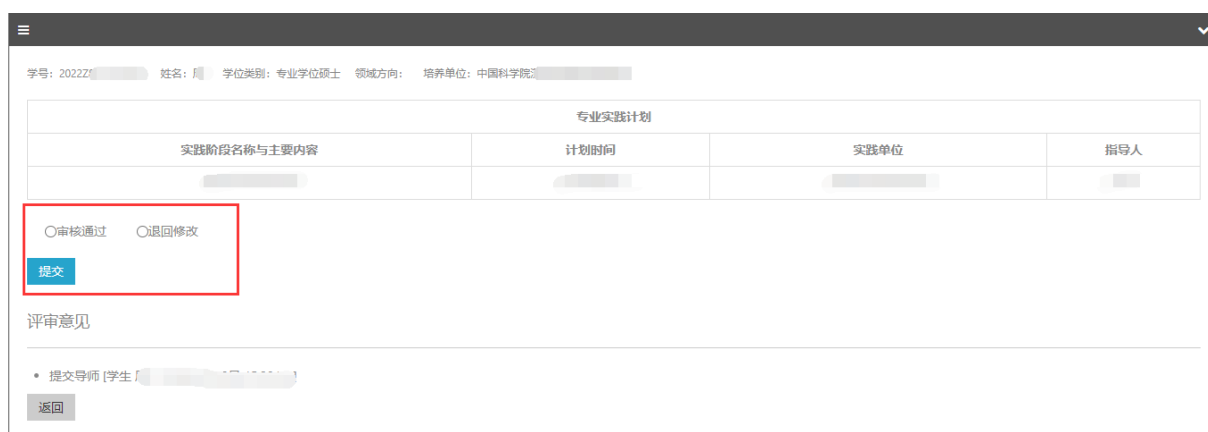 学号：2022Z 姓名： 学位类别：专业学位硕士 领域方向： 培养单位：中国科学院
专业实践计划
实践阶段名称与主要内容 计划时间 实践单位 指导人
审核通过 退回修改
提交
评审意见
提交导师 [学生
返回